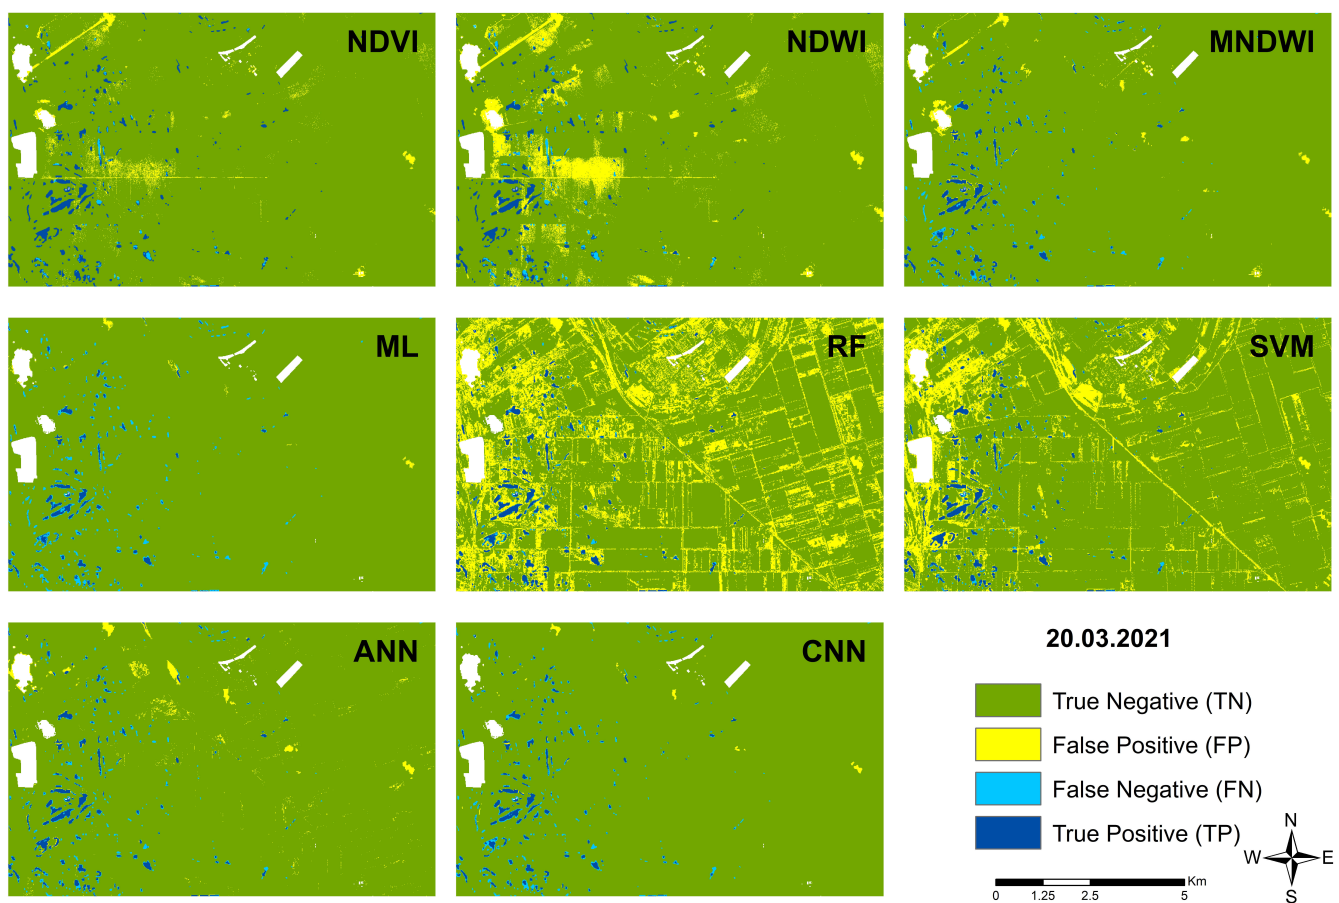 NDVI
NDWI
MNDWI
ML
RF
SVM
ANN
CNN
20.03.2021
True Negative (TN)
False Positive (FP)
False Negative (FN)
True Positive (TP)
N
W E
S
Km
0 1.25 2.5 5